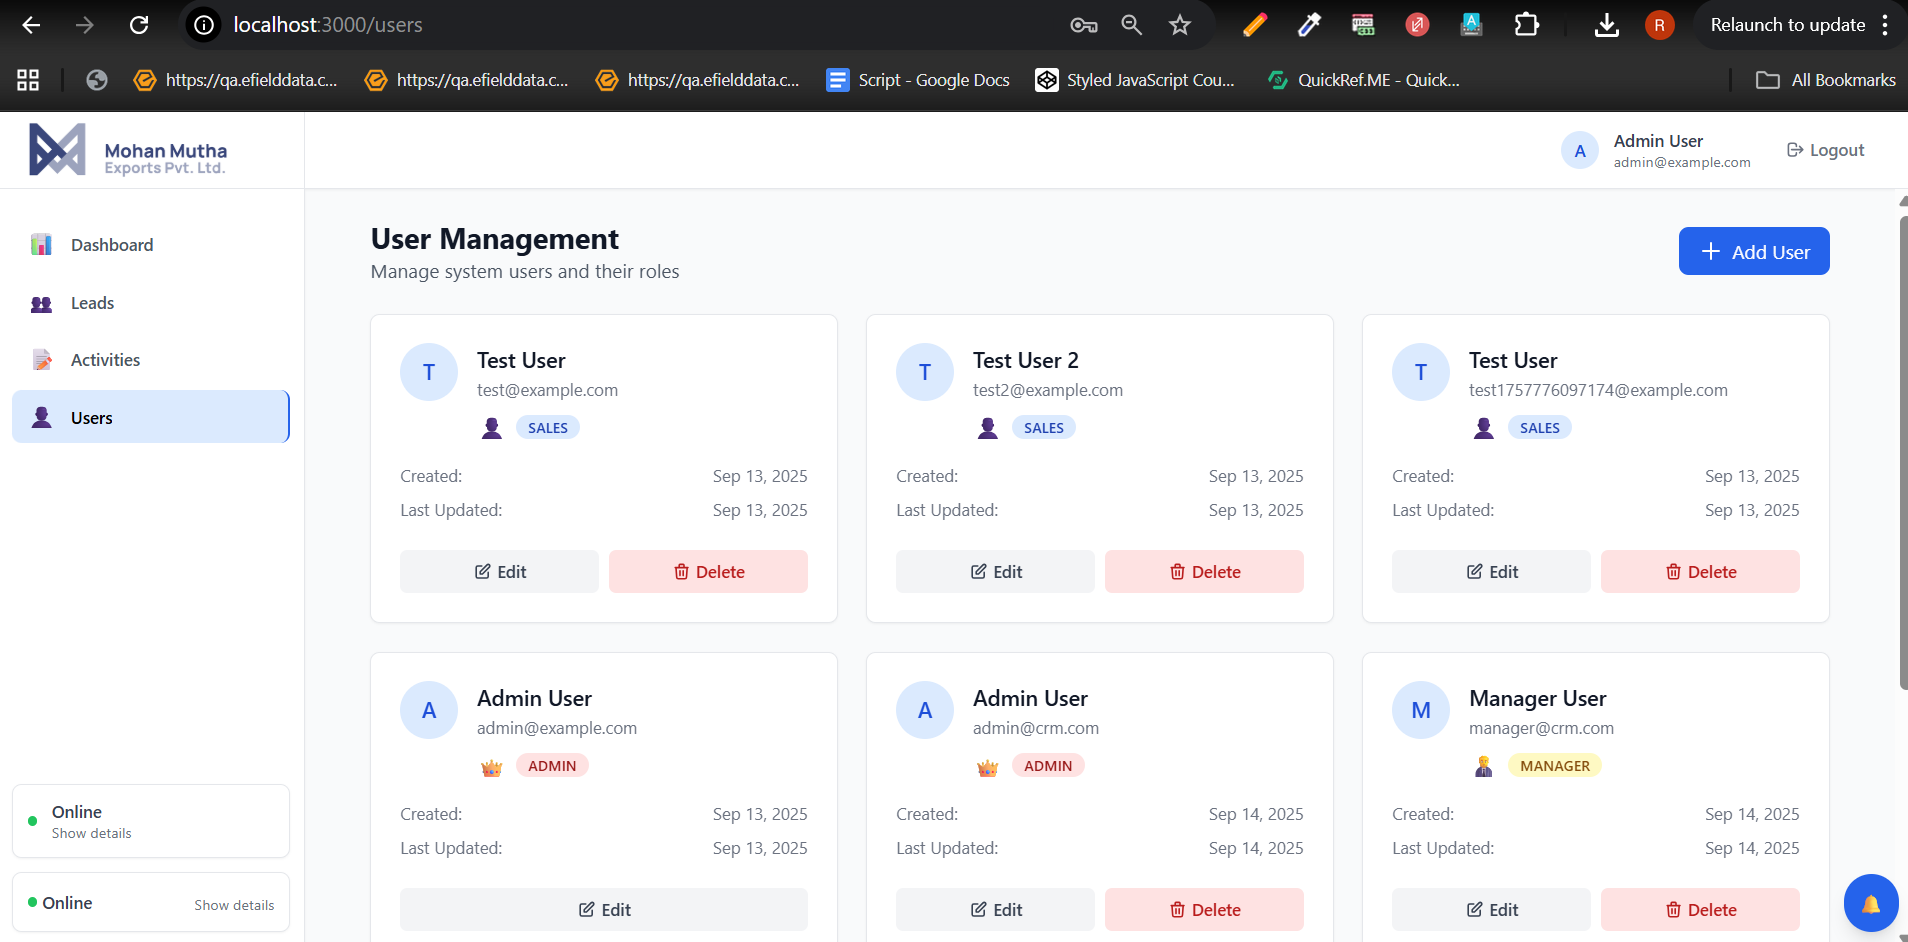 localhost:3000/users
R
Relaunch to update
https://qa.efielddata.c...
https://qa.efielddata.c...
https://qa.efielddata.c...
Script - Google Docs
Styled JavaScript Cou...
QuickRef.ME - Quick...
All Bookmarks
Mohan Mutha
Exports Pvt. Ltd.
A
Admin User
admin@example.com
Logout
Dashboard
Leads
Activities
Users
Online
Show details
Online
Show details
User Management
Manage system users and their roles
+ Add User
T
Test User
test@example.com
SALES
Created: Sep 13, 2025
Last Updated: Sep 13, 2025
Edit
Delete
T
Test User 2
test2@example.com
SALES
Created: Sep 13, 2025
Last Updated: Sep 13, 2025
Edit
Delete
T
Test User
test1757776097174@example.com
SALES
Created: Sep 13, 2025
Last Updated: Sep 13, 2025
Edit
Delete
A
Admin User
admin@example.com
ADMIN
Created: Sep 13, 2025
Last Updated: Sep 13, 2025
Edit
A
Admin User
admin@crm.com
ADMIN
Created: Sep 14, 2025
Last Updated: Sep 14, 2025
Edit
Delete
M
Manager User
manager@crm.com
MANAGER
Created: Sep 14, 2025
Last Updated: Sep 14, 2025
Edit
Delete